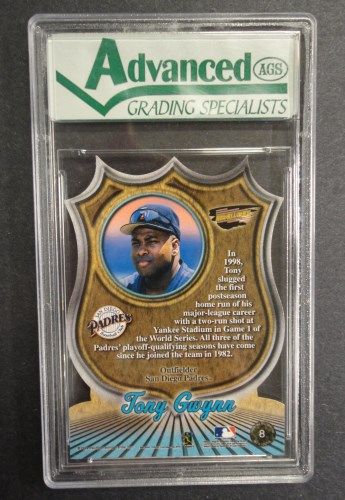 Advanced
AGS
GRADING SPECIALISTS
REVOLUTION
In
1998,
Tony
slugged
the first
postseason
home run of his
major-league career
with a two-run shot at
Yankee Stadium in Game 1 of
the World Series. All three of the
Padres' playoff-qualifying seasons have come
since he joined the team in 1982.
SAN DIEGO
PADRES
Outfielder
San Diego Padres
Tony Gwynn
8